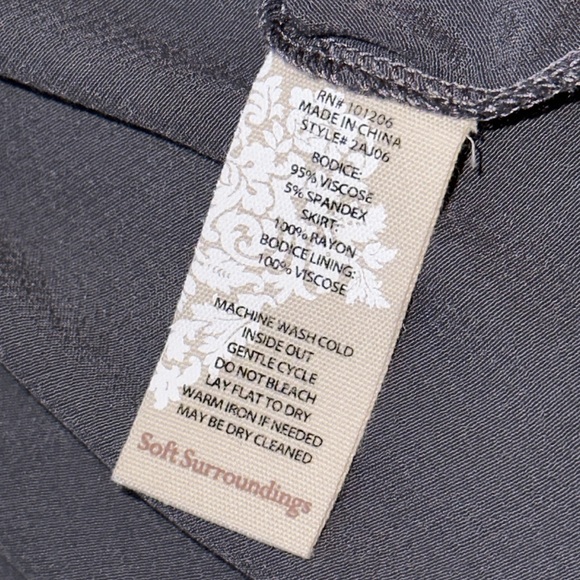 RN# 101206
MADE IN CHINA
STYLE# 2AJ06
BODICE:
95% VISCOSE
5% SPANDEX
SKIRT:
100% RAYON
BODICE LINING:
100% VISCOSE
MACHINE WASH COLD
INSIDE OUT
GENTLE CYCLE
DO NOT BLEACH
LAY FLAT TO DRY
WARM IRON IF NEEDED
MAY BE DRY CLEANED
Soft Surroundings